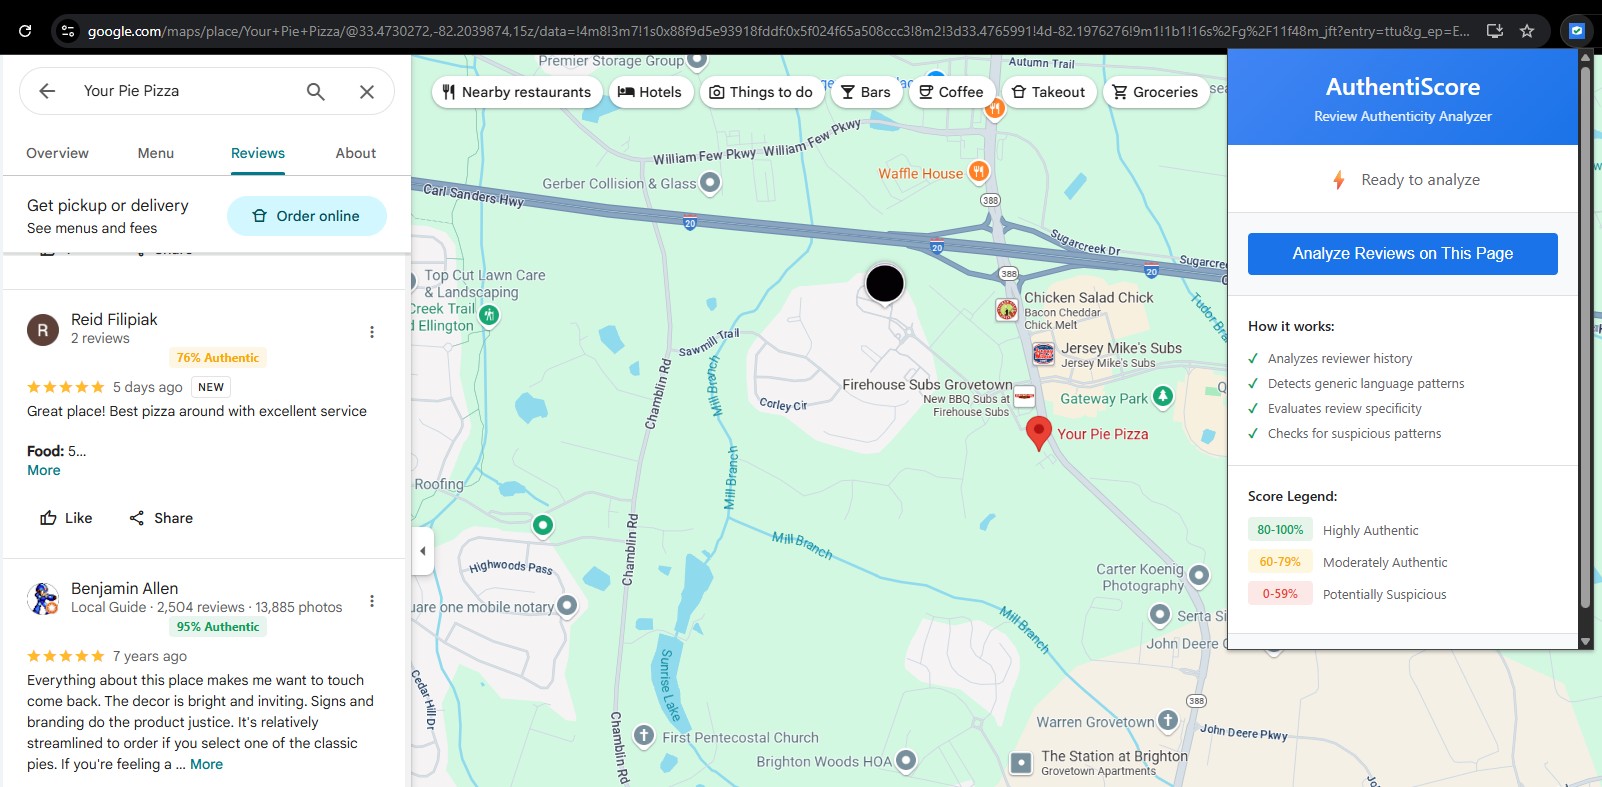 google.com/maps/place/Your+Pie+Pizza/@33.4730272,-82.2039874,15z/data=!4m8!3m7!1s0x88f9d5e93918fddf:0x5f024f65a508ccc3!8m2!3d33.4765991!4d-82.1976276!9m1!1b1!16s%2Fg%2F11f48m_jft?entry=ttu&g_ep=E...
Your Pie Pizza
Overview
Menu
Reviews
About
Get pickup or delivery
See menus and fees
Order online
Reid Filipiak
2 reviews
76% Authentic
5 days ago NEW
Great place! Best pizza around with excellent service
Food: 5...
More
Like
Share
Benjamin Allen
Local Guide · 2,504 reviews · 13,885 photos
95% Authentic
7 years ago
Everything about this place makes me want to touch
come back. The decor is bright and inviting. Signs and
branding do the product justice. It's relatively
streamlined to order if you select one of the classic
pies. If you're feeling a ... More
Nearby restaurants
Hotels
Things to do
Bars
Coffee
Takeout
Groceries
Premier Storage Group
Autumn Trail
William Few Pkwy
William Few Pkwy
Waffle House
Gerber Collision & Glass
Carl Sanders Hwy
20
388
20
Sugarcreek Dr
388
20
Sugarcre
Top Cut Lawn Care
& Landscaping
Creek Trail
d Ellington
Sawmill Trail
Chicken Salad Chick
Bacon Cheddar
Chick Melt
Tudor Bra
Jersey Mike's Subs
Jersey Mike's Subs
Firehouse Subs Grovetown
New BBQ Subs at
Firehouse Subs
Gateway Park
Corley Cir
Chamblin Rd
Mill Branch
Your Pie Pizza
Mill Branch
Roofing
Chamblin Rd
Mill Branch
Highwoods Pass
uare one mobile notary
Carter Koenig
Photography
Mill Branch
Serta Si
John Deere C
Sunrise Lake
Cedar Hill Dr
388
Warren Grovetown
John Deere Pkwy
Chamblin Rd
First Pentecostal Church
Brighton Woods HOA
The Station at Brighton
Grovetown Apartments
AuthentiScore
Review Authenticity Analyzer
Ready to analyze
Analyze Reviews on This Page
How it works:
✓ Analyzes reviewer history
✓ Detects generic language patterns
✓ Evaluates review specificity
✓ Checks for suspicious patterns
Score Legend:
80-100% Highly Authentic
60-79% Moderately Authentic
0-59% Potentially Suspicious